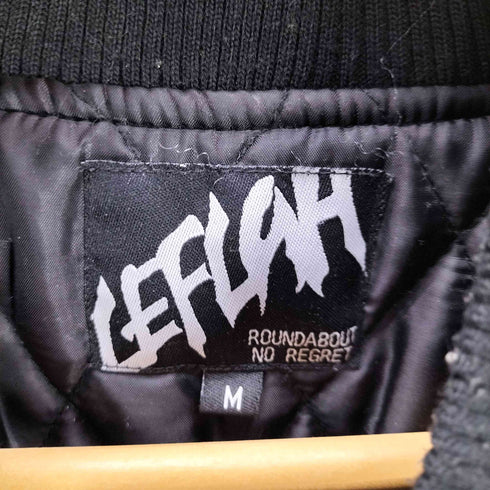 LEFLAH
ROUNDABOUT
NO REGRET
M